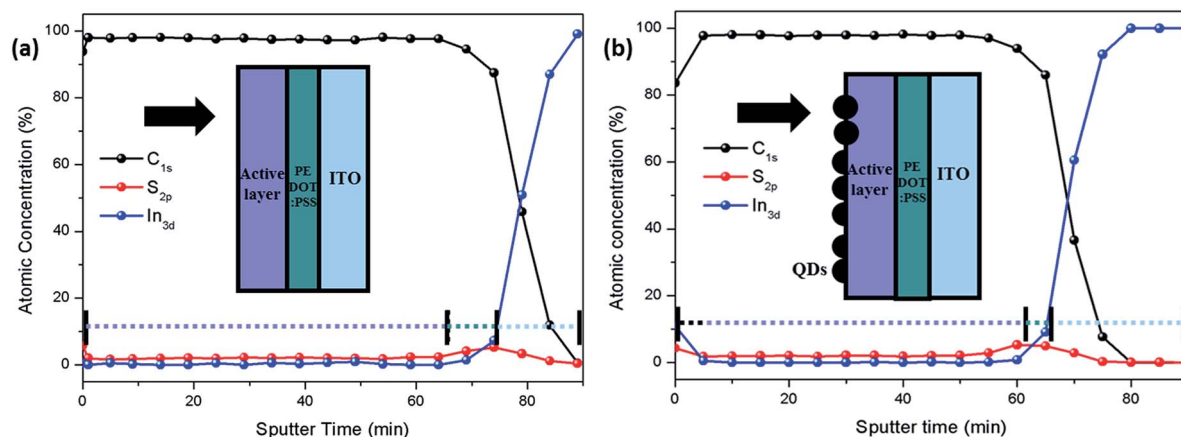 (a)
100
80
60
40
20
0
Atomic Concentration (%)
C1s
S2p
In3d
Active
layer
PE
DOT
:PSS
ITO
0 20 40 60 80
Sputter Time (min)
(b)
100
80
60
40
20
0
Atomic concentration (%)
C1s
S2p
In3d
QDs
Active
layer
PE
DOT
:PSS
ITO
0 20 40 60 80
Sputter time (min)